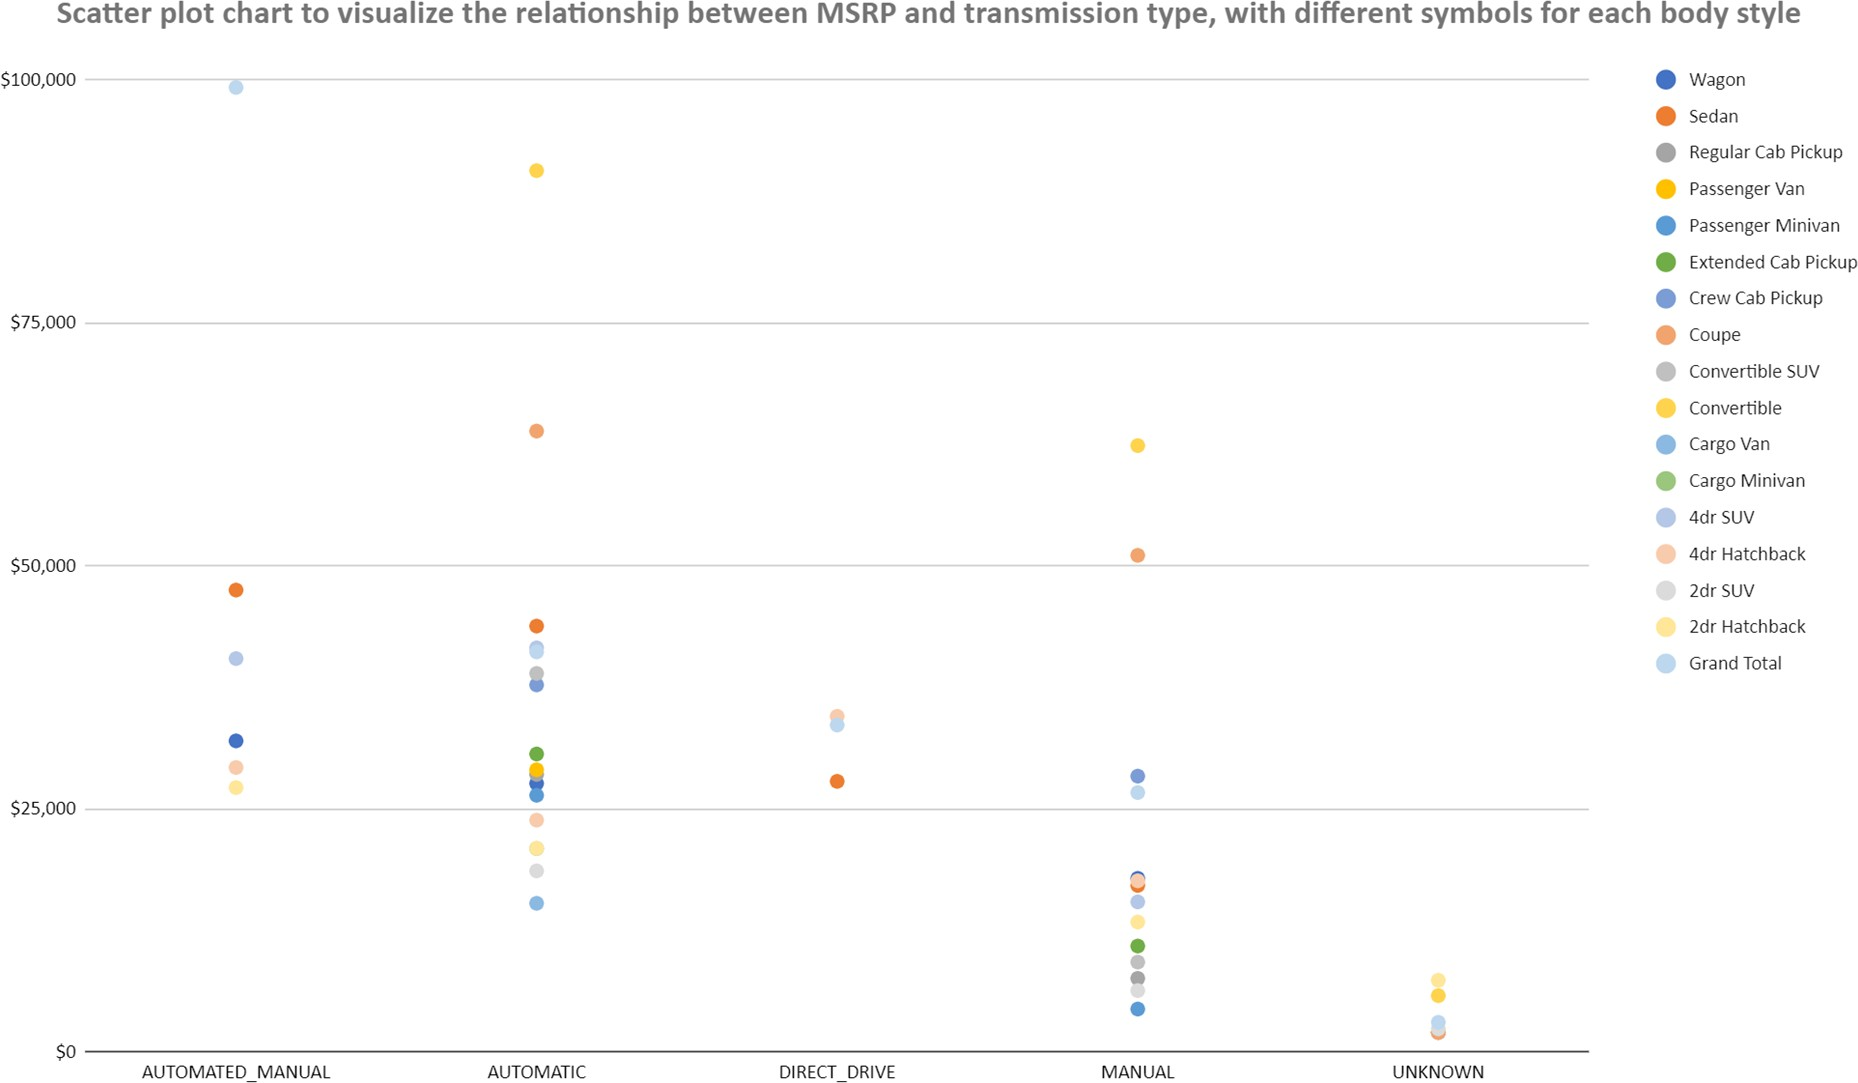 Scatter plot chart to visualize the relationship between MSRP and transmission type, with different symbols for each body style
$100,000
$75,000
$50,000
$25,000
$0
AUTOMATED_MANUAL
AUTOMATIC
DIRECT_DRIVE
MANUAL
UNKNOWN
Wagon
Sedan
Regular Cab Pickup
Passenger Van
Passenger Minivan
Extended Cab Pickup
Crew Cab Pickup
Coupe
Convertible SUV
Convertible
Cargo Van
Cargo Minivan
4dr SUV
4dr Hatchback
2dr SUV
2dr Hatchback
Grand Total